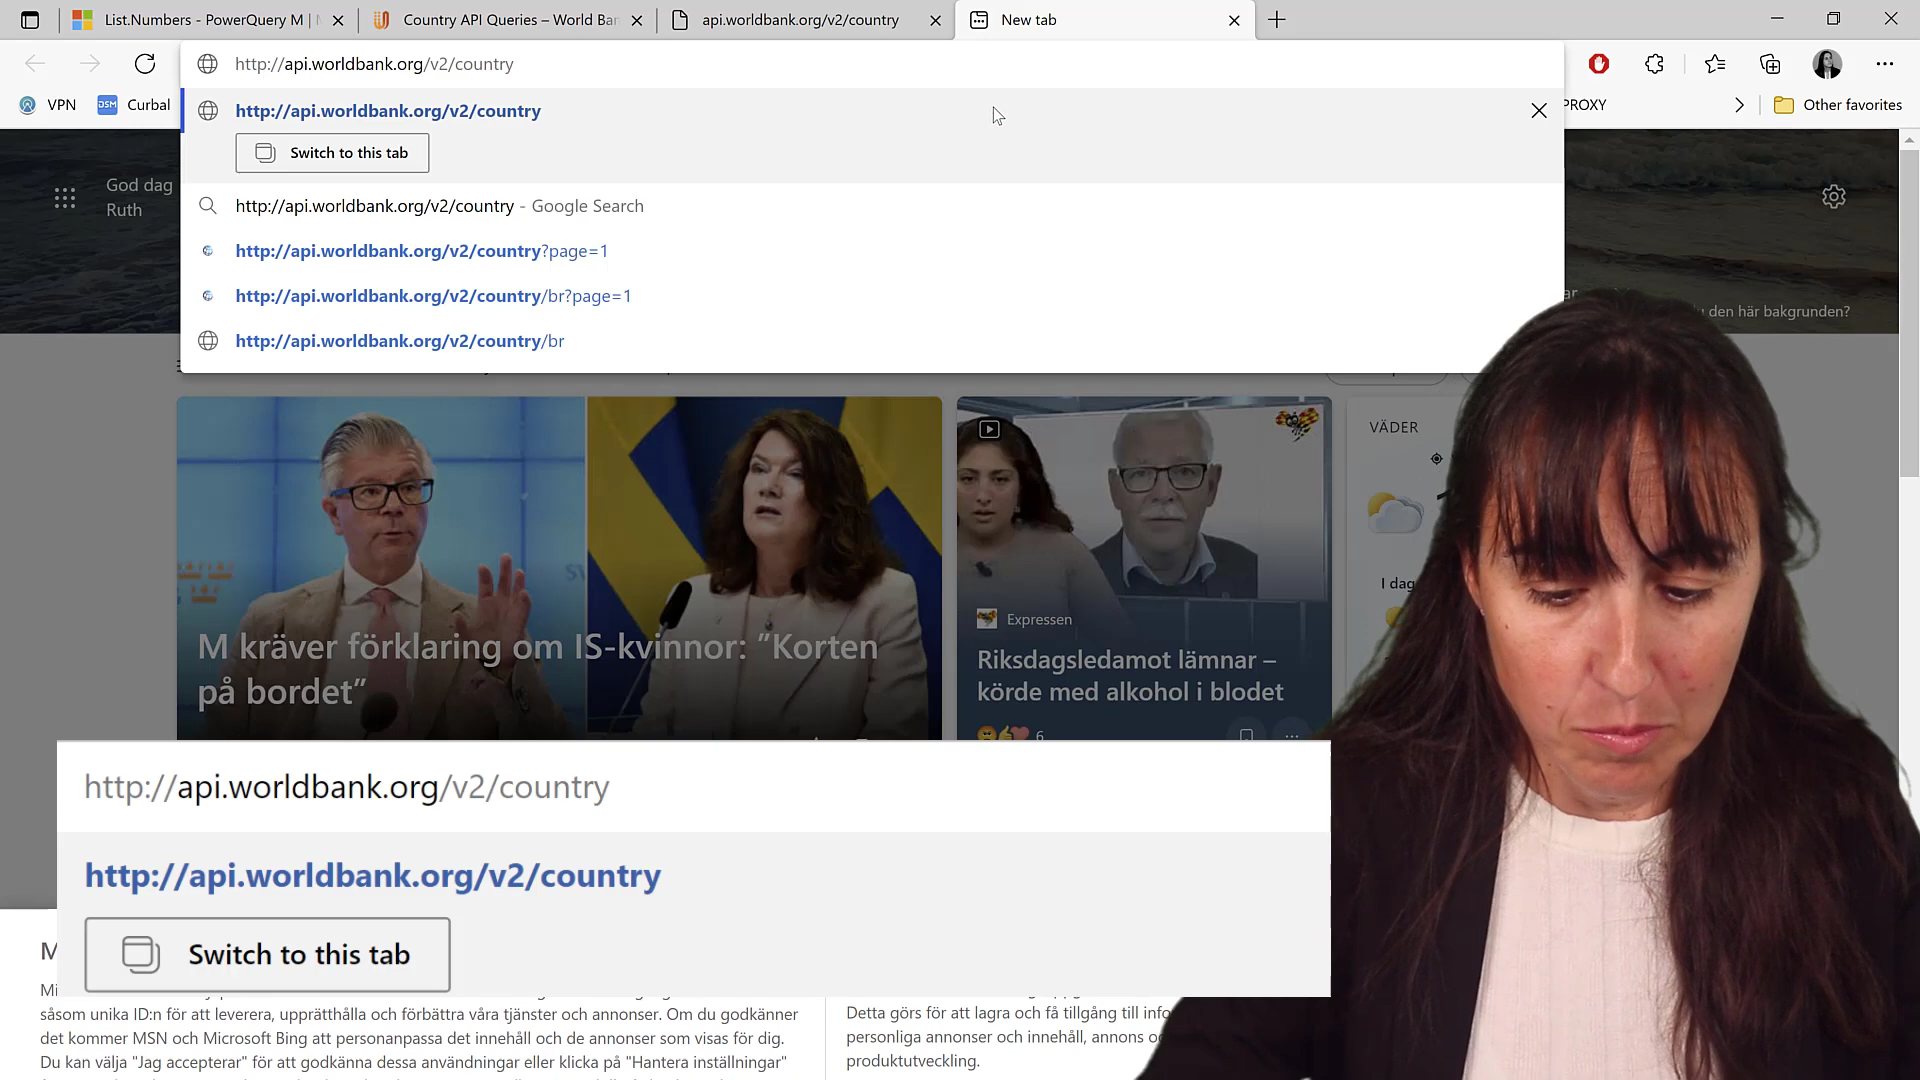 List.Numbers - PowerQuery M |
Country API Queries – World Ba
api.worldbank.org/v2/country
New tab
http://api.worldbank.org/v2/country
VPN
Curbal
PROXY
Other favorites
http://api.worldbank.org/v2/country
Switch to this tab
http://api.worldbank.org/v2/country - Google Search
http://api.worldbank.org/v2/country?page=1
http://api.worldbank.org/v2/country/br?page=1
http://api.worldbank.org/v2/country/br
God dag
Ruth
den här bakgrunden?
VÄDER
I dag
M kräver förklaring om IS-kvinnor: ”Korten
på bordet”
Expressen
Riksdagsledamot lämnar –
körde med alkohol i blodet
6
http://api.worldbank.org/v2/country
http://api.worldbank.org/v2/country
Switch to this tab
såsom unika ID:n för att leverera, upprätthålla och förbättra våra tjänster och annonser. Om du godkänner
det kommer MSN och Microsoft Bing att personanpassa det innehåll och de annonser som visas för dig.
Du kan välja "Jag accepterar" för att godkänna dessa användningar eller klicka på "Hantera inställningar"
Detta görs för att lagra och få tillgång till info
personliga annonser och innehåll, annons o
produktutveckling.